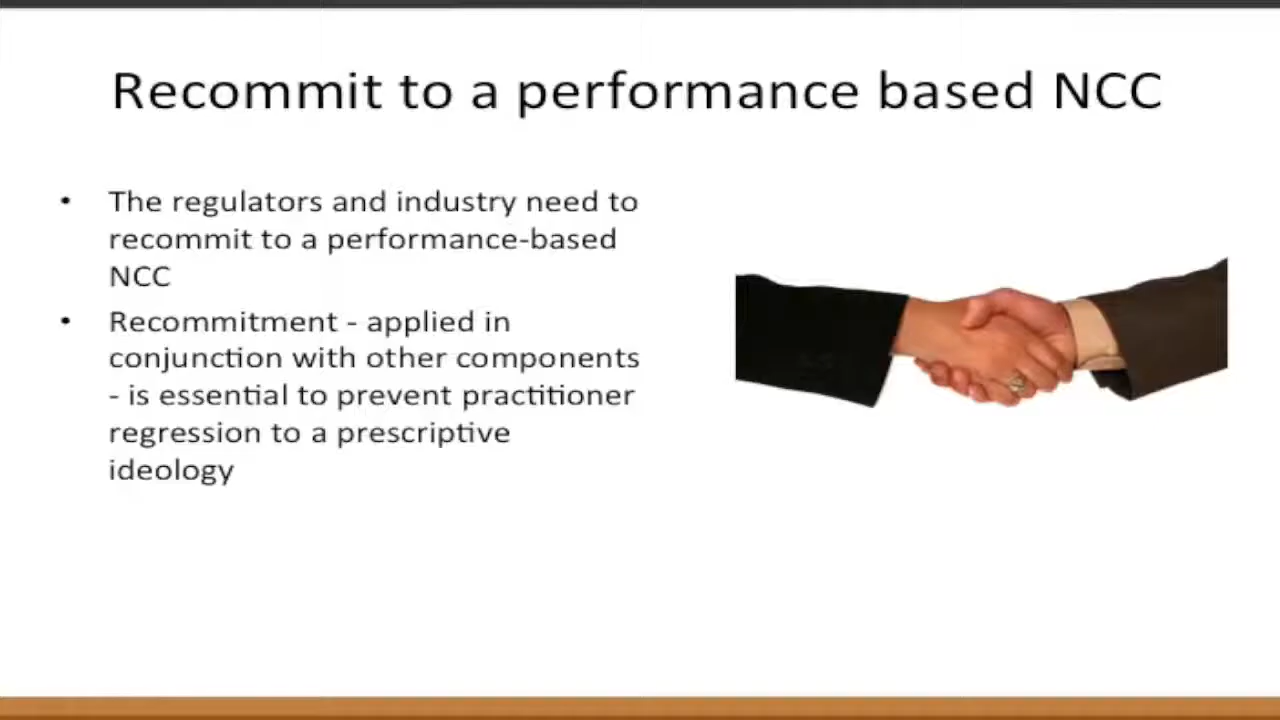 Recommit to a performance based NCC
• The regulators and industry need to
recommit to a performance-based
NCC
• Recommitment - applied in
conjunction with other components
- is essential to prevent practitioner
regression to a prescriptive
ideology